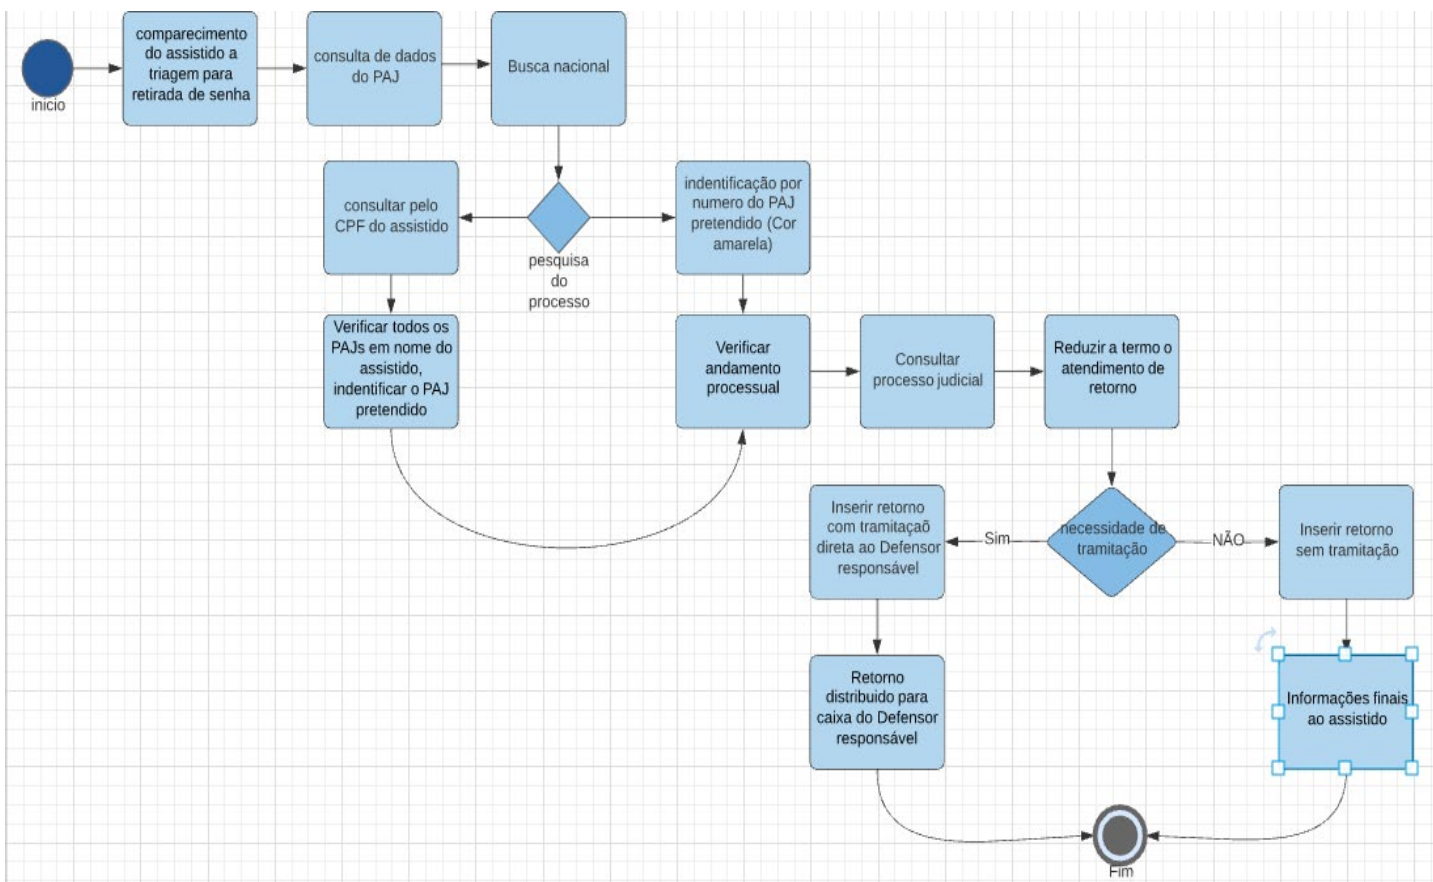 início
comparecimento
do assistido a
triagem para
retirada de senha
consulta de dados
do PAJ
Busca nacional
consultar pelo
CPF do assistido
pesquisa
do
processo
indentificação por
numero do PAJ
pretendido (Cor
amarela)
Verificar todos os
PAJs em nome do
assistido,
indentificar o PAJ
pretendido
Verificar
andamento
processual
Consultar
processo judicial
Reduzir a termo o
atendimento de
retorno
Inserir retorno
com tramitaçaõ
direta ao Defensor
responsável
Sim
necessidade de
tramitação
NÃO
Inserir retorno
sem tramitação
Retorno
distribuido para
caixa do Defensor
responsável
Informações finais
ao assistido
Fim